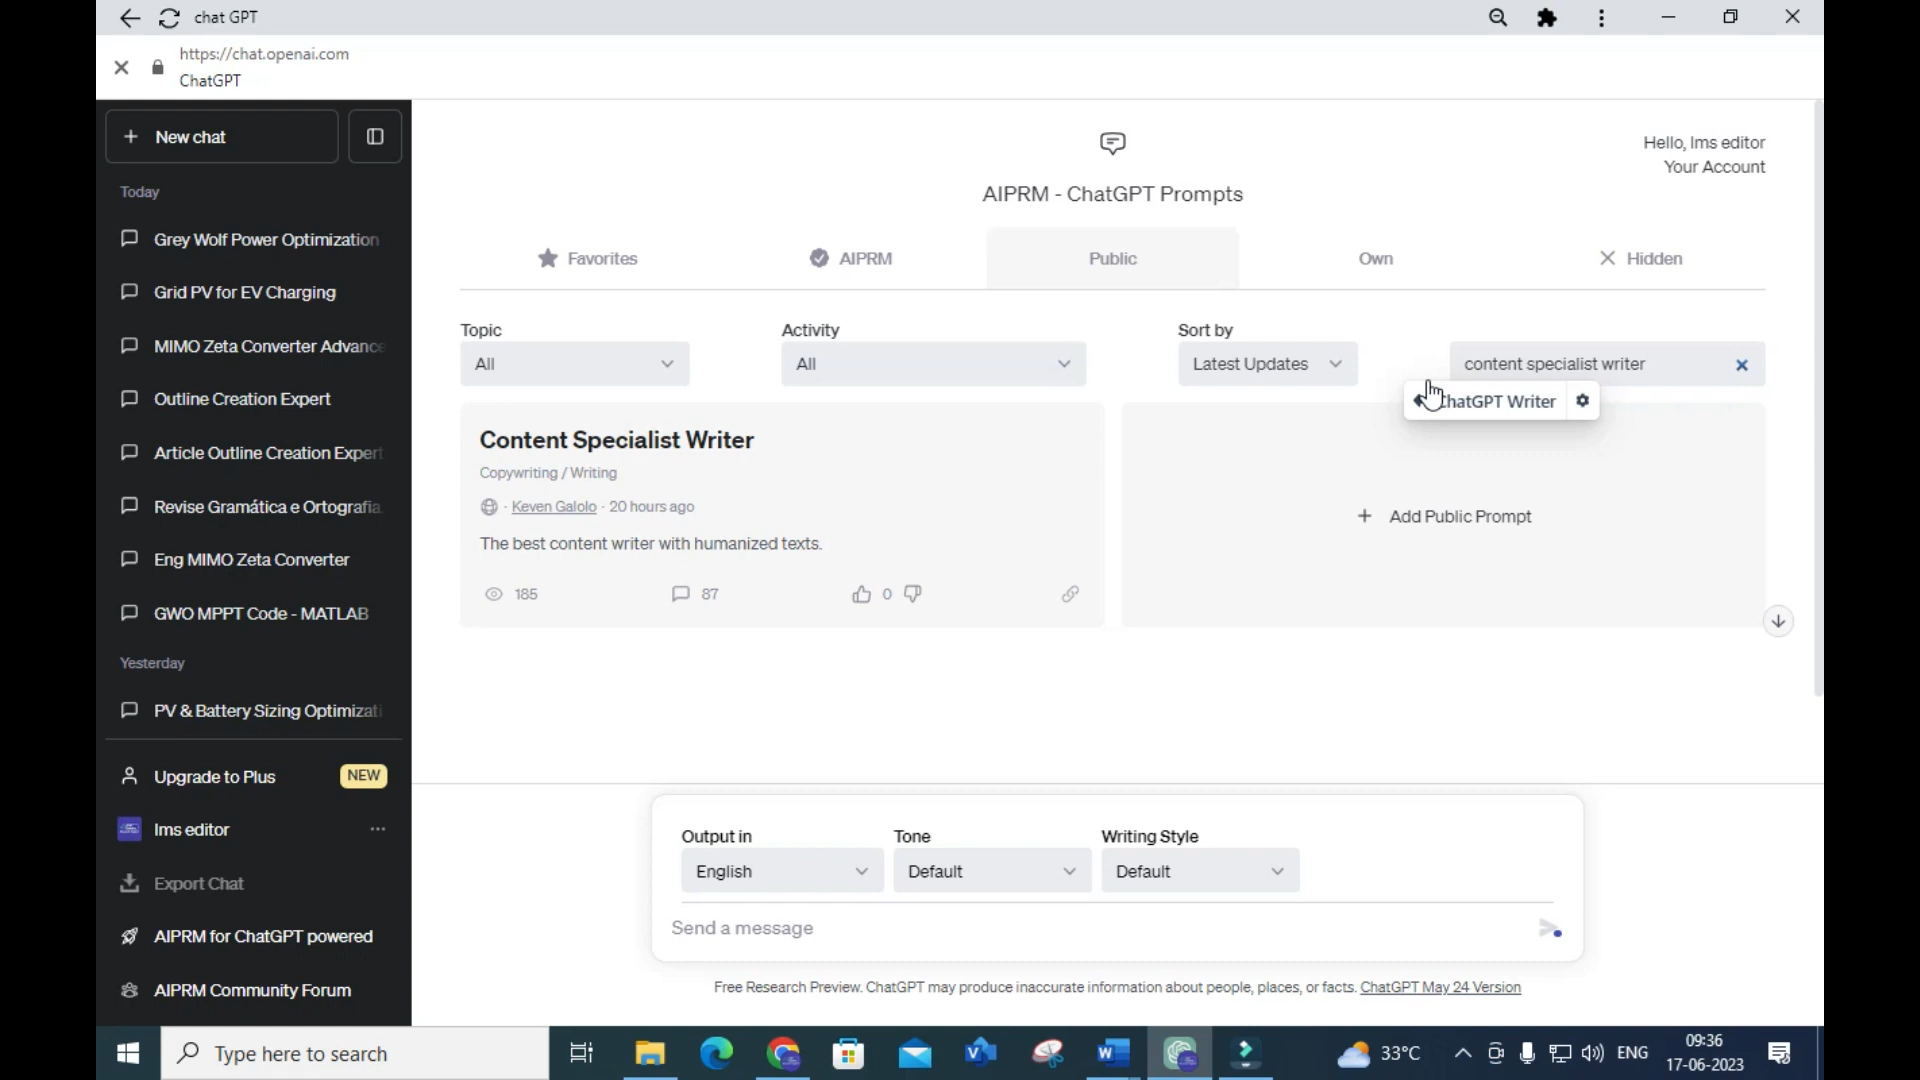 chat GPT
https://chat.openai.com
ChatGPT
New chat
Today
Grey Wolf Power Optimization
Grid PV for EV Charging
MIMO Zeta Converter Advance
Outline Creation Expert
Article Outline Creation Expert
Revise Gramática e Ortografia.
Eng MIMO Zeta Converter
GWO MPPT Code - MATLAB
Yesterday
PV & Battery Sizing Optimizati
Upgrade to Plus NEW
lms editor
Export Chat
AIPRM for ChatGPT powered
AIPRM Community Forum
Hello, lms editor
Your Account
AIPRM - ChatGPT Prompts
Favorites AIPRM Public Own Hidden
Topic Activity Sort by
All All Latest Updates content specialist writer
ChatGPT Writer
Content Specialist Writer
Copywriting / Writing
· Keven Galolo · 20 hours ago
The best content writer with humanized texts.
185 87 0
+ Add Public Prompt
Output in Tone Writing Style
English Default Default
Send a message
Free Research Preview. ChatGPT may produce inaccurate information about people, places, or facts. ChatGPT May 24 Version
Type here to search
33°C ENG
09:36
17-06-2023